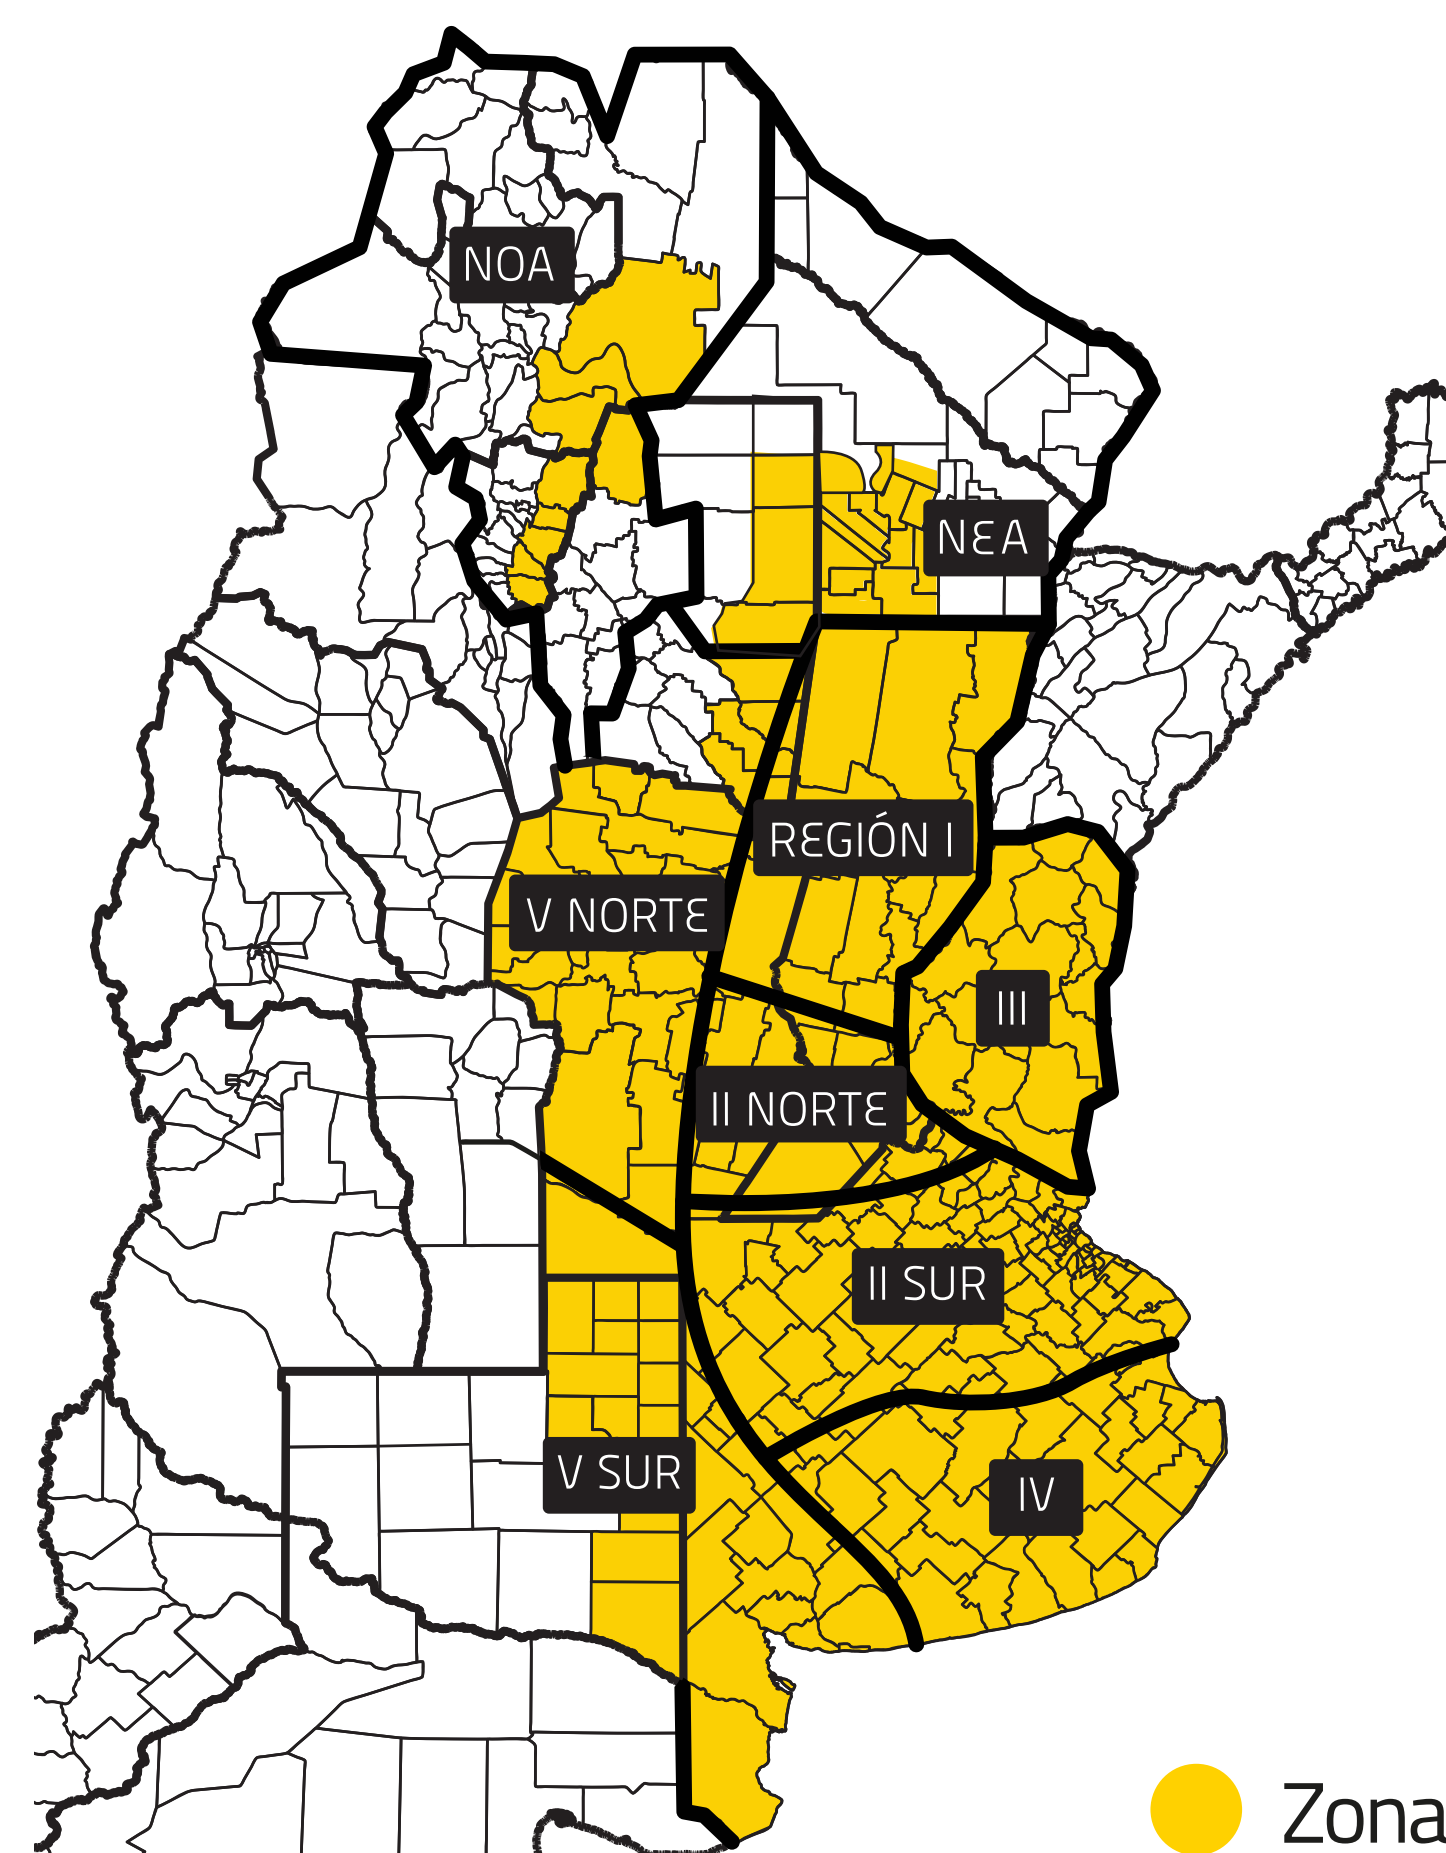 NOA
NEA
REGIÓN I
V NORTE
III
II NORTE
II SUR
V SUR
IV
Zona